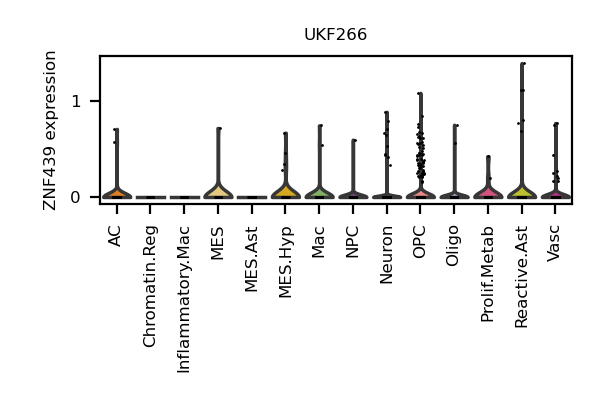 UKF266
ZNF439 expression
1
0
AC
Chromatin.Reg
Inflammatory.Mac
MES
MES.Ast
MES.Hyp
Mac
NPC
Neuron
OPC
Oligo
Prolif.Metab
Reactive.Ast
Vasc